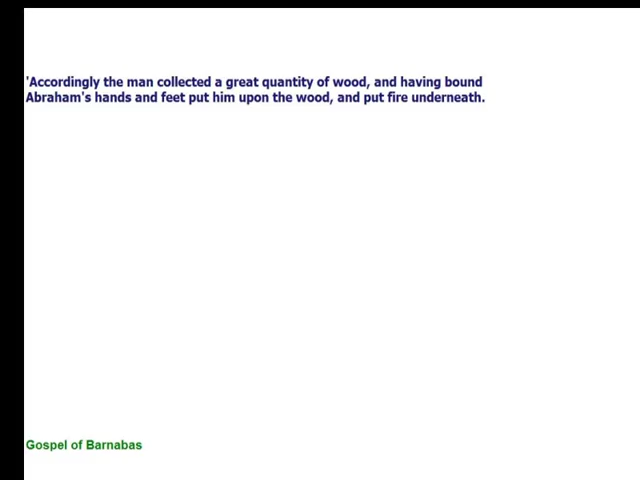 'Accordingly the man collected a great quantity of wood, and having bound
Abraham's hands and feet put him upon the wood, and put fire underneath.
Gospel of Barnabas